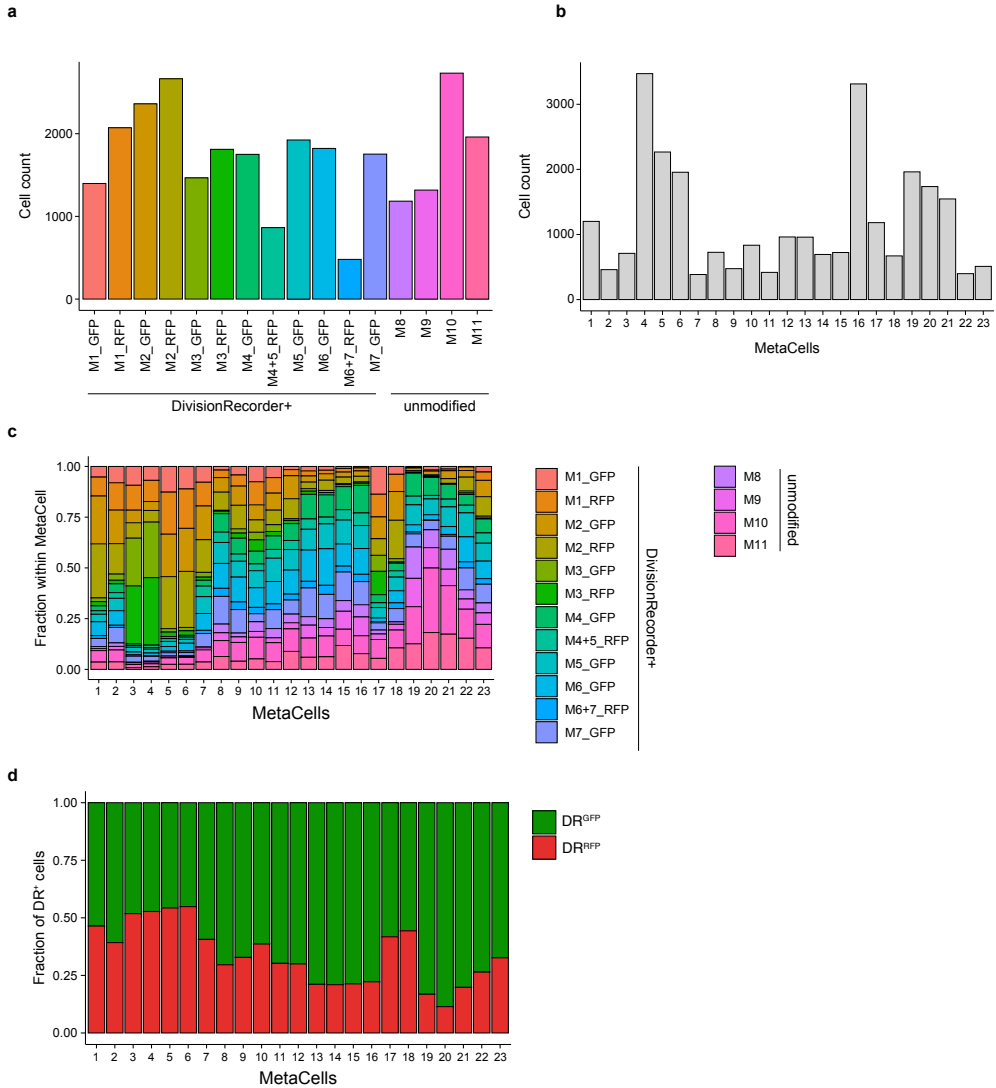 a
Cell count
2000
1000
0
M1_GFP
M1_RFP
M2_GFP
M2_RFP
M3_GFP
M3_RFP
M4_GFP
M4+5_RFP
M5_GFP
M6_GFP
M6+7_RFP
M7_GFP
M8
M9
M10
M11
DivisionRecorder+
unmodified
b
Cell count
3000
2000
1000
0
1 2 3 4 5 6 7 8 9 10 11 12 13 14 15 16 17 18 19 20 21 22 23
MetaCells
c
Fraction within MetaCell
1.00
0.75
0.50
0.25
0.00
1 2 3 4 5 6 7 8 9 10 11 12 13 14 15 16 17 18 19 20 21 22 23
MetaCells
M1_GFP
M1_RFP
M2_GFP
M2_RFP
M3_GFP
M3_RFP
M4_GFP
M4+5_RFP
M5_GFP
M6_GFP
M6+7_RFP
M7_GFP
DivisionRecorder+
M8
M9
M10
M11
unmodified
d
Fraction of DR⁺ cells
1.00
0.75
0.50
0.25
0.00
1 2 3 4 5 6 7 8 9 10 11 12 13 14 15 16 17 18 19 20 21 22 23
MetaCells
DRᴳᶠᴾ
DRᴿᶠᴾ